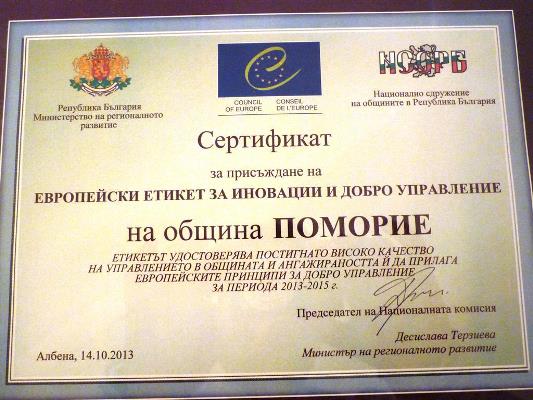 Република България
Министерство на регионалното
развитие
COUNCIL
OF EUROPE
CONSEIL
DE L'EUROPE
НСОРБ
Национално сдружение
на общините в Република България
Сертификат
за присъждане на
ЕВРОПЕЙСКИ ЕТИКЕТ ЗА ИНОВАЦИИ И ДОБРО УПРАВЛЕНИЕ
на община ПОМОРИЕ
ЕТИКЕТЪТ УДОСТОВЕРЯВА ПОСТИГНАТО ВИСОКО КАЧЕСТВО
НА УПРАВЛЕНИЕТО В ОБЩИНАТА И АНГАЖИРАНОСТТА Й ДА ПРИЛАГА
ЕВРОПЕЙСКИТЕ ПРИНЦИПИ ЗА ДОБРО УПРАВЛЕНИЕ
ЗА ПЕРИОДА 2013-2015 г.
Председател на Националната комисия
Десислава Терзиева
Министър на регионалното развитие
Албена, 14.10.2013